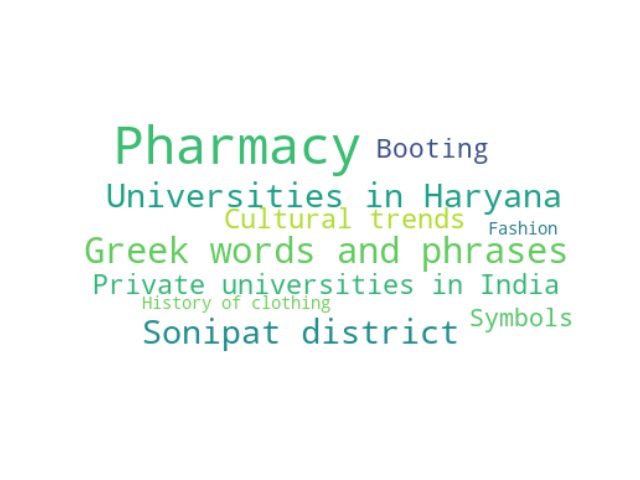 Pharmacy Booting
Universities in Haryana
Cultural trends
Fashion
Greek words and phrases
Private universities in India
History of clothing
Symbols
Sonipat district